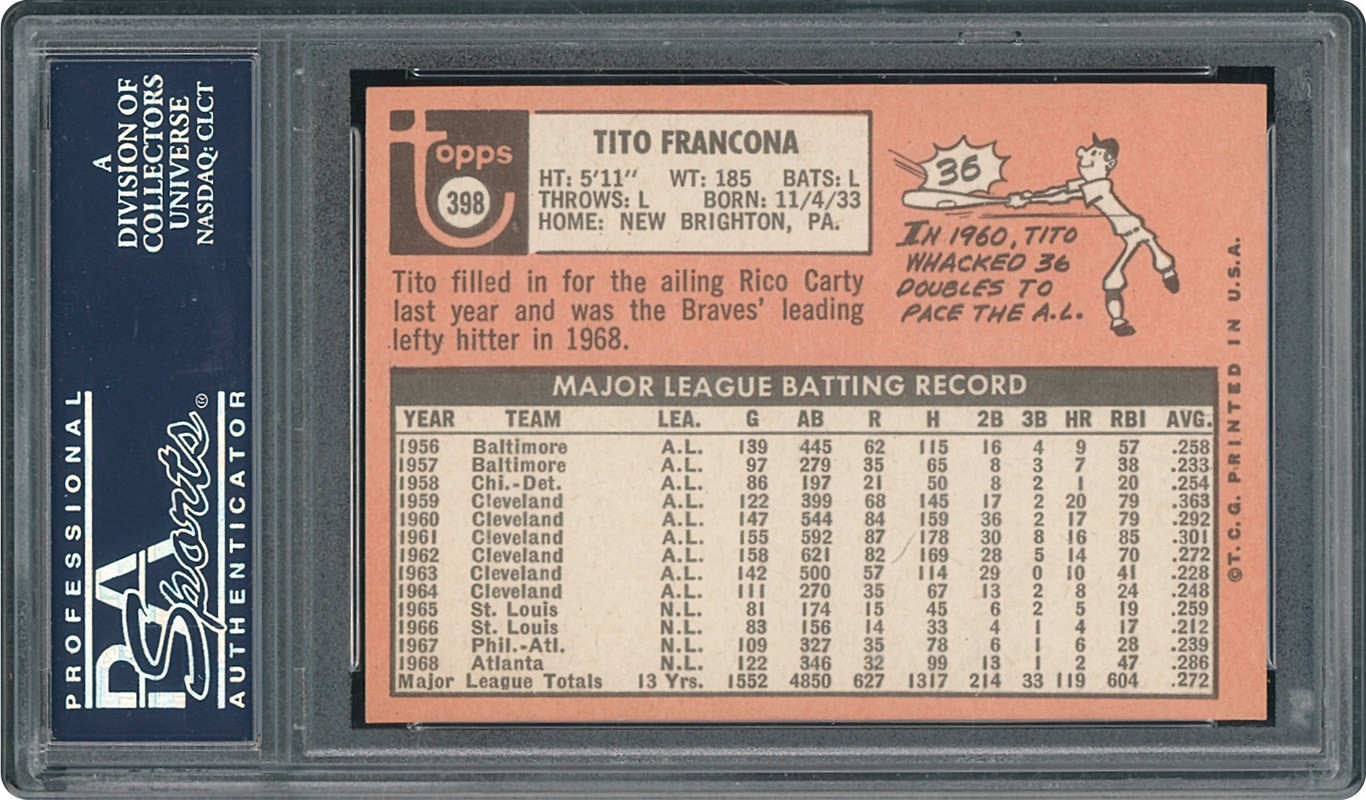 A
DIVISION OF
COLLECTORS
UNIVERSE
NASDAQ: CLCT
PROFESSIONAL
PSA
Sports®
AUTHENTICATOR
Topps
398
TITO FRANCONA
HT: 5'11" WT: 185 BATS: L
THROWS: L BORN: 11/4/33
HOME: NEW BRIGHTON, PA.
36
IN 1960, TITO
WHACKED 36
DOUBLES TO
PACE THE A.L.
Tito filled in for the ailing Rico Carty
last year and was the Braves' leading
lefty hitter in 1968.
MAJOR LEAGUE BATTING RECORD
YEAR TEAM LEA. G AB R H 2B 3B HR RBI AVG.
1956 Baltimore A.L. 139 445 62 115 16 4 9 57 .258
1957 Baltimore A.L. 97 279 35 65 8 3 7 38 .233
1958 Chi.-Det. A.L. 86 197 21 50 8 2 1 20 .254
1959 Cleveland A.L. 122 399 68 145 17 2 20 79 .363
1960 Cleveland A.L. 147 544 84 159 36 2 17 79 .292
1961 Cleveland A.L. 155 592 87 178 30 8 16 85 .301
1962 Cleveland A.L. 158 621 82 169 28 5 14 70 .272
1963 Cleveland A.L. 142 500 57 114 29 0 10 41 .228
1964 Cleveland A.L. 111 270 35 67 13 2 8 24 .248
1965 St. Louis N.L. 81 174 15 45 6 2 5 19 .259
1966 St. Louis N.L. 83 156 14 33 4 1 4 17 .212
1967 Phil.-Atl. N.L. 109 327 35 78 6 1 6 28 .239
1968 Atlanta N.L. 122 346 32 99 13 1 2 47 .286
Major League Totals 13 Yrs. 1552 4850 627 1317 214 33 119 604 .272
©T.C.G. PRINTED IN U.S.A.